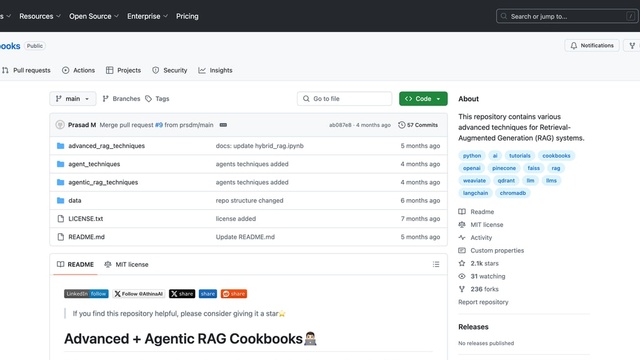 s Resources Open Source Enterprise Pricing
Search or jump to... /
books Public
Notifications
Pull requests Actions Projects Security Insights
main Branches Tags
Go to file
Code
Prasad M Merge pull request #9 from prsdm/main ab087e8 · 4 months ago 57 Commits
advanced_rag_techniques docs: update hybrid_rag.ipynb 5 months ago
agent_techniques agents techniques added 4 months ago
agentic_rag_techniques agents techniques added 4 months ago
data repo structure changed 6 months ago
LICENSE.txt license added 7 months ago
README.md Update README.md 5 months ago
README MIT license
LinkedIn follow Follow @AthinaAI share share share
If you find this repository helpful, please consider giving it a star⭐
Advanced + Agentic RAG Cookbooks👨🏻‍💻
About
This repository contains various
advanced techniques for Retrieval-
Augmented Generation (RAG) systems.
python ai tutorials cookbooks
openai pinecone faiss rag
weaviate qdrant llm llms
langchain chromadb
Readme
MIT license
Activity
Custom properties
2.1k stars
31 watching
236 forks
Report repository
Releases
No releases published